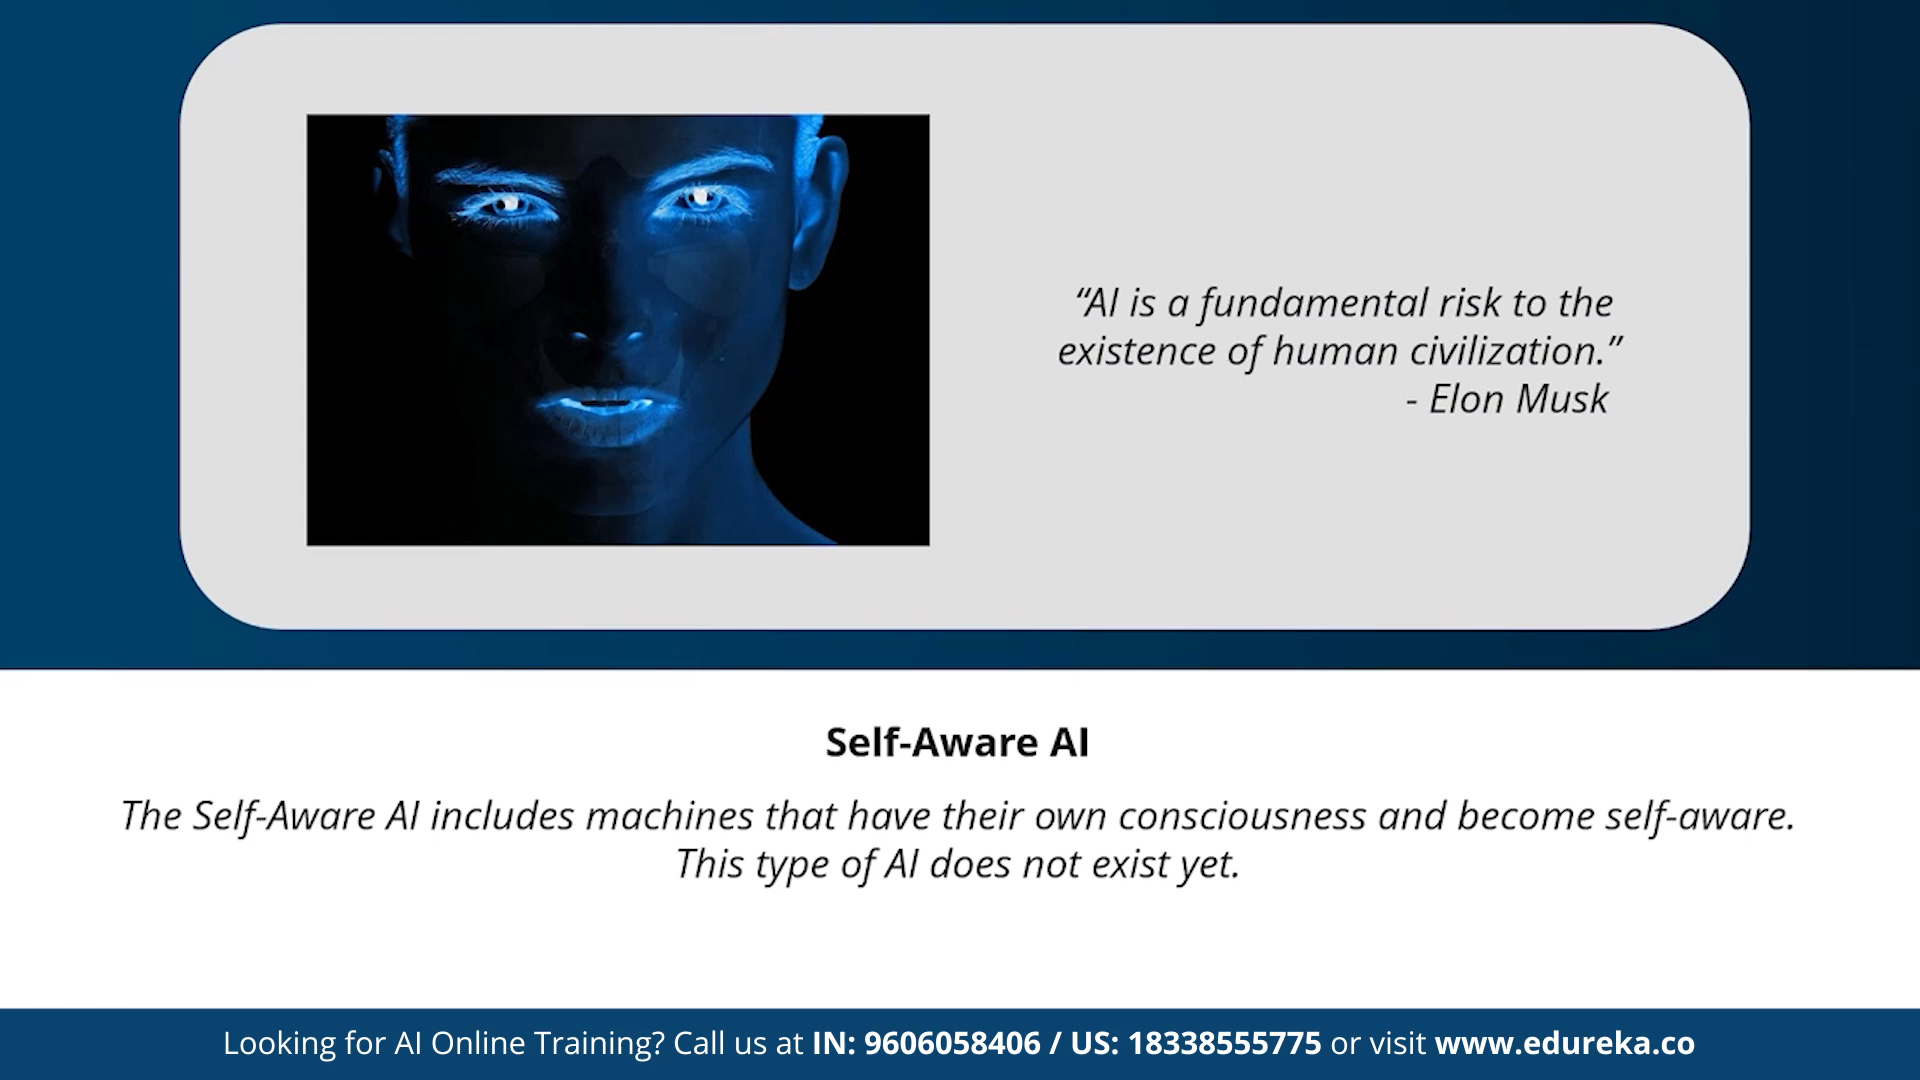 “AI is a fundamental risk to the
existence of human civilization.”
- Elon Musk
Self-Aware AI
The Self-Aware AI includes machines that have their own consciousness and become self-aware.
This type of AI does not exist yet.
Looking for AI Online Training? Call us at IN: 9606058406 / US: 18338555775 or visit www.edureka.co